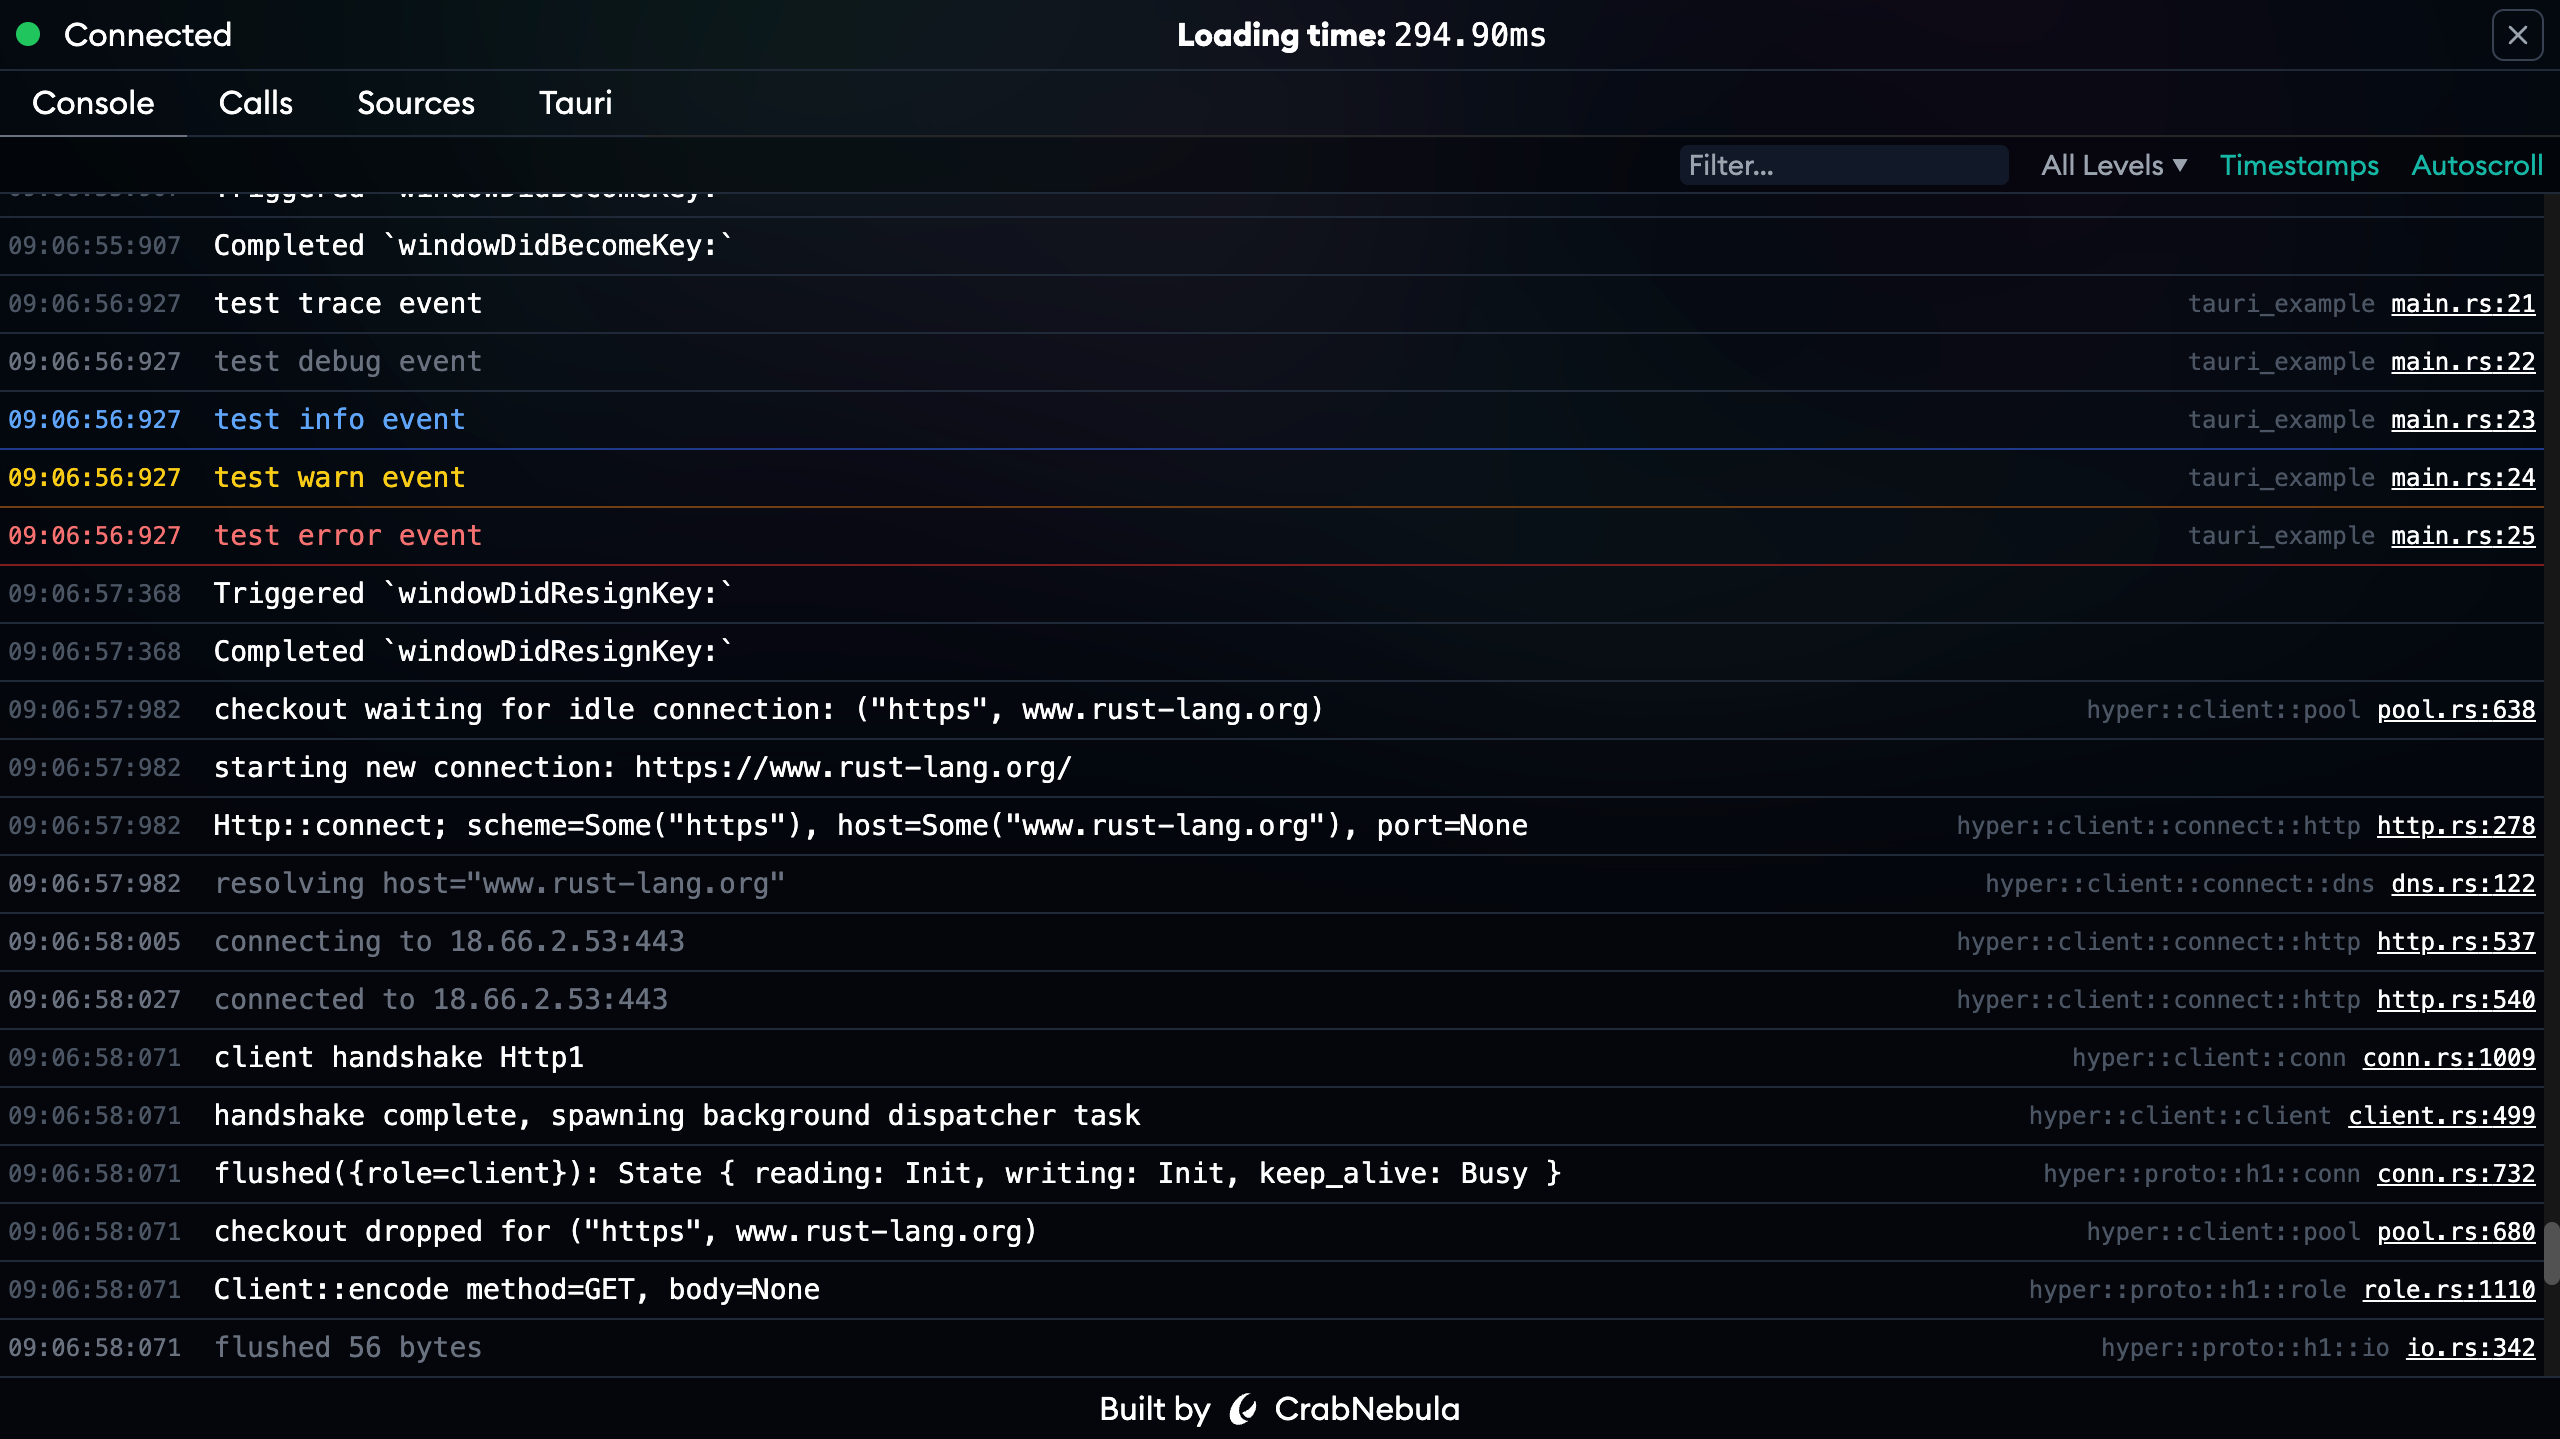 Connected
Loading time: 294.90ms
Console Calls Sources Tauri
Filter... All Levels ▼ Timestamps Autoscroll
Triggered `windowDidBecomeKey:`
09:06:55:907 Completed `windowDidBecomeKey:`
09:06:56:927 test trace event tauri_example main.rs:21
09:06:56:927 test debug event tauri_example main.rs:22
09:06:56:927 test info event tauri_example main.rs:23
09:06:56:927 test warn event tauri_example main.rs:24
09:06:56:927 test error event tauri_example main.rs:25
09:06:57:368 Triggered `windowDidResignKey:`
09:06:57:368 Completed `windowDidResignKey:`
09:06:57:982 checkout waiting for idle connection: ("https", www.rust-lang.org) hyper::client::pool pool.rs:638
09:06:57:982 starting new connection: https://www.rust-lang.org/
09:06:57:982 Http::connect; scheme=Some("https"), host=Some("www.rust-lang.org"), port=None hyper::client::connect::http http.rs:278
09:06:57:982 resolving host="www.rust-lang.org" hyper::client::connect::dns dns.rs:122
09:06:58:005 connecting to 18.66.2.53:443 hyper::client::connect::http http.rs:537
09:06:58:027 connected to 18.66.2.53:443 hyper::client::connect::http http.rs:540
09:06:58:071 client handshake Http1 hyper::client::conn conn.rs:1009
09:06:58:071 handshake complete, spawning background dispatcher task hyper::client::client client.rs:499
09:06:58:071 flushed({role=client}): State { reading: Init, writing: Init, keep_alive: Busy } hyper::proto::h1::conn conn.rs:732
09:06:58:071 checkout dropped for ("https", www.rust-lang.org) hyper::client::pool pool.rs:680
09:06:58:071 Client::encode method=GET, body=None hyper::proto::h1::role role.rs:1110
09:06:58:071 flushed 56 bytes hyper::proto::h1::io io.rs:342
Built by CrabNebula